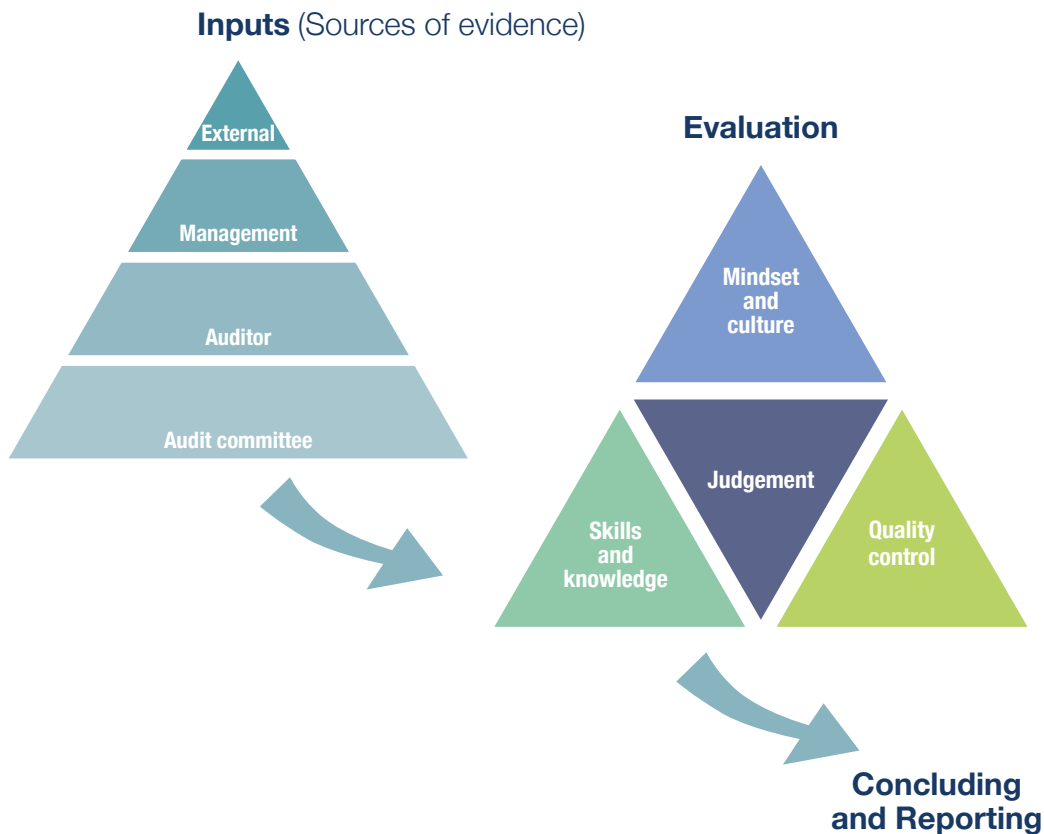 Inputs (Sources of evidence)
External
Management
Auditor
Audit committee
Evaluation
Mindset
and
culture
Judgement
Skills
and
knowledge
Quality
control
Concluding
and Reporting